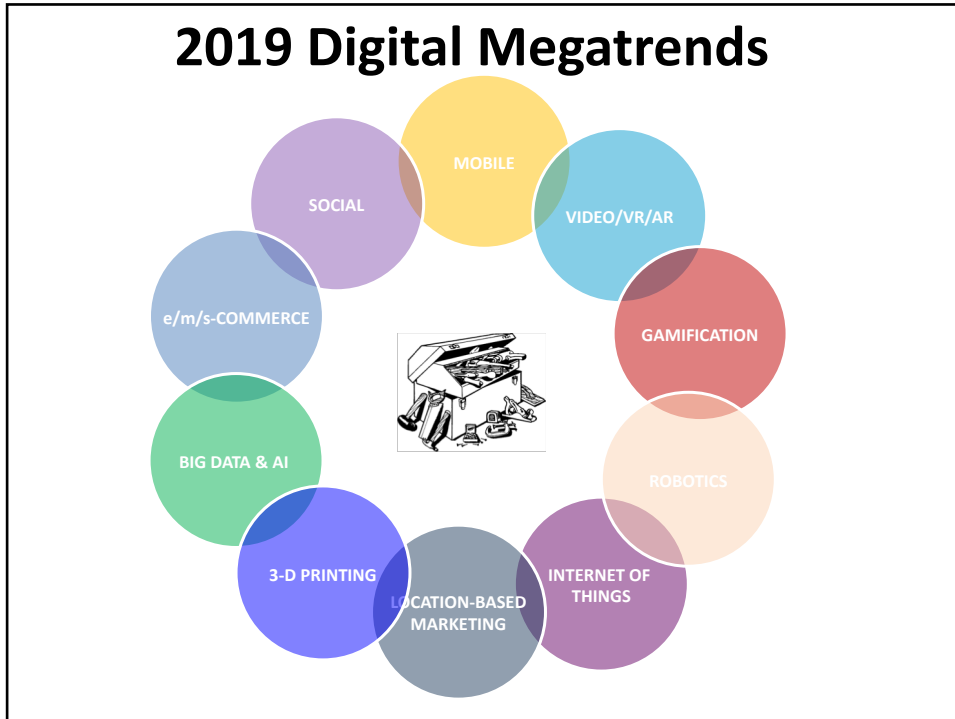 2019 Digital Megatrends
MOBILE
VIDEO/VR/AR
GAMIFICATION
ROBOTICS
INTERNET OF
THINGS
LOCATION-BASED
MARKETING
3-D PRINTING
BIG DATA & AI
e/m/s-COMMERCE
SOCIAL